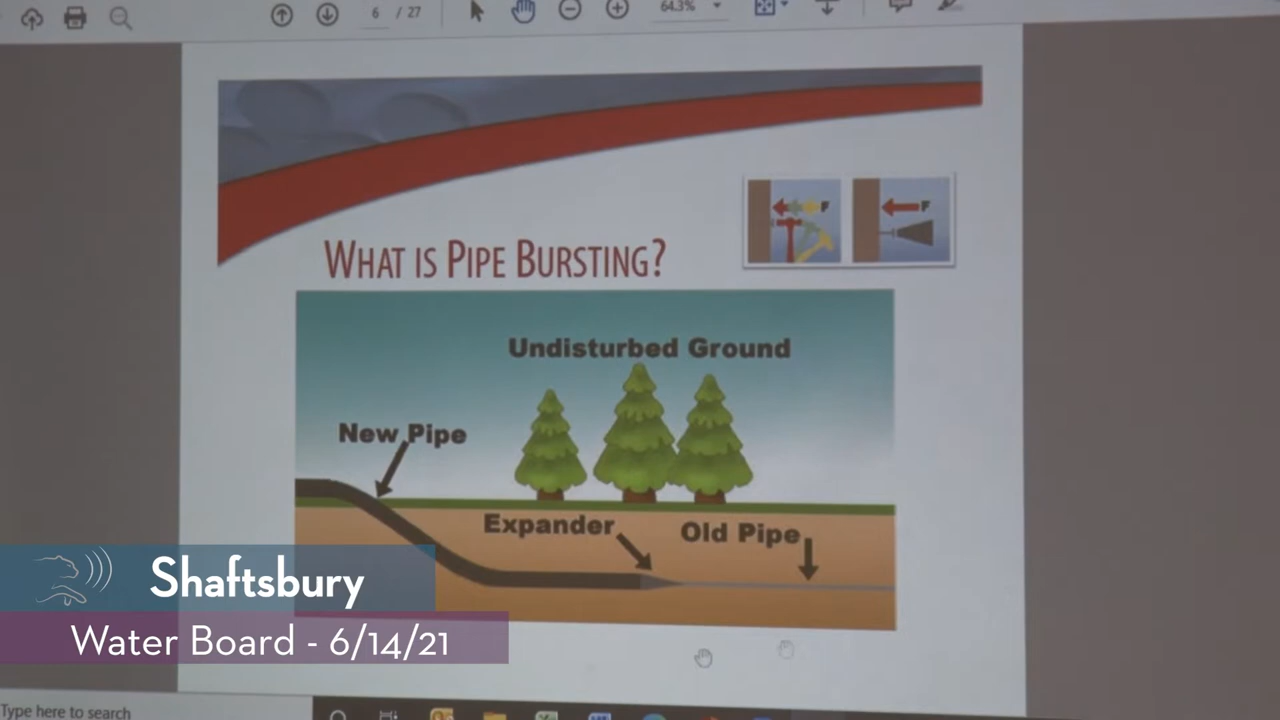 6 / 27
64.3%
F
F
WHAT IS PIPE BURSTING?
Undisturbed Ground
New Pipe
Expander
Old Pipe
Shaftsbury
Water Board - 6/14/21
Type here to search